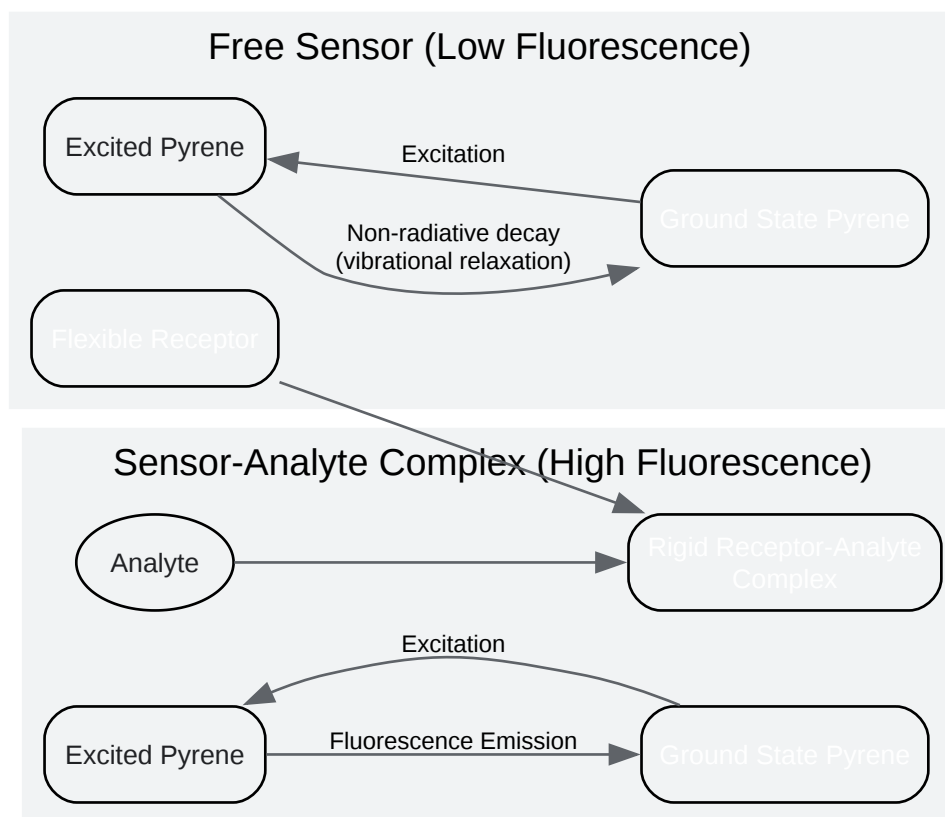 Free Sensor (Low Fluorescence)
Excited Pyrene
Excitation
Ground State Pyrene
Non-radiative decay
(vibrational relaxation)
Flexible Receptor
Sensor-Analyte Complex (High Fluorescence)
Analyte
Rigid Receptor-Analyte
Complex
Excitation
Excited Pyrene
Fluorescence Emission
Ground State Pyrene